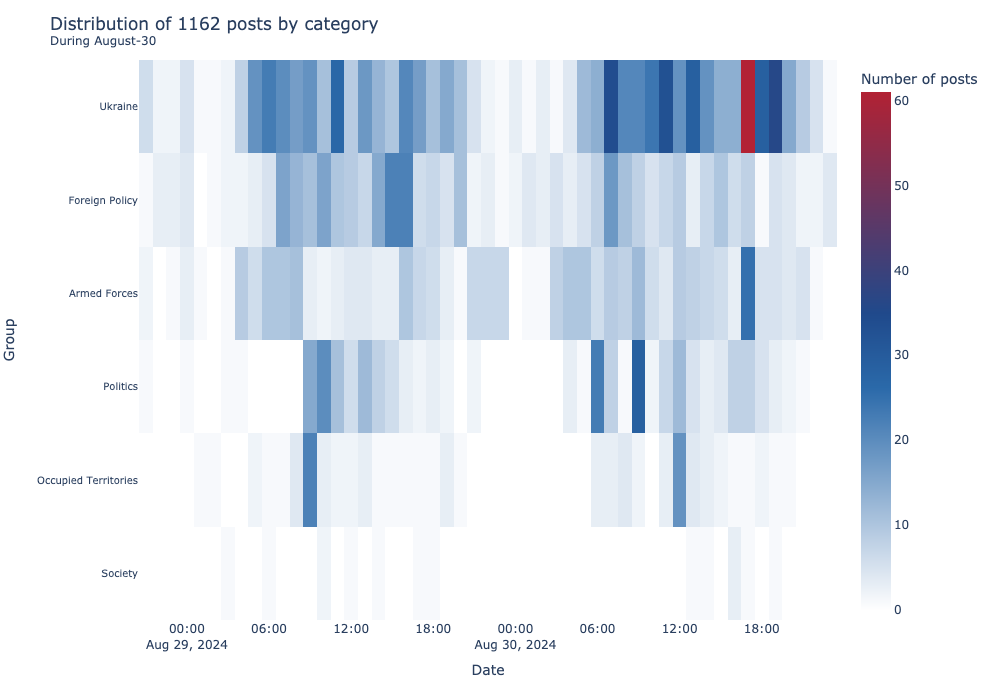 Distribution of 1162 posts by category
During August-30
Number of posts
60
50
40
30
20
10
0
Group
Ukraine
Foreign Policy
Armed Forces
Politics
Occupied Territories
Society
00:00
Aug 29, 2024
06:00
12:00
18:00
00:00
Aug 30, 2024
06:00
12:00
18:00
Date